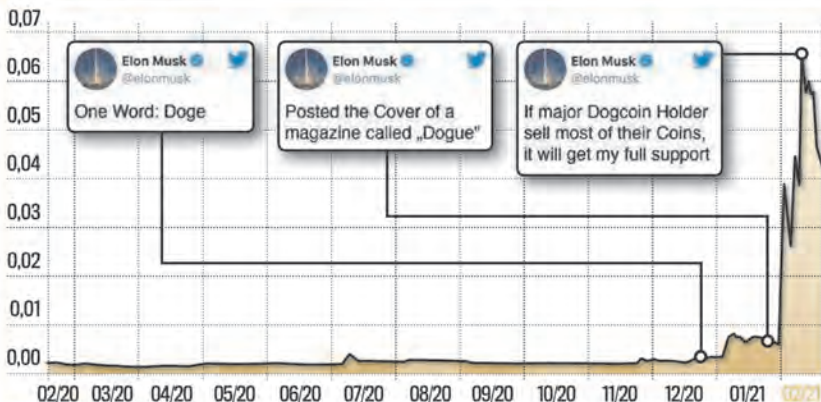 0,07
0,06
0,05
0,04
0,03
0,02
0,01
0,00
Elon Musk
@elonmusk
One Word: Doge
Elon Musk
@elonmusk
Posted the Cover of a
magazine called „Dogue"
Elon Musk
@elonmusk
If major Dogcoin Holder
sell most of their Coins,
it will get my full support
02/20 03/20 04/20 05/20 06/20 07/20 08/20 09/20 10/20 11/20 12/20 01/21 02/21